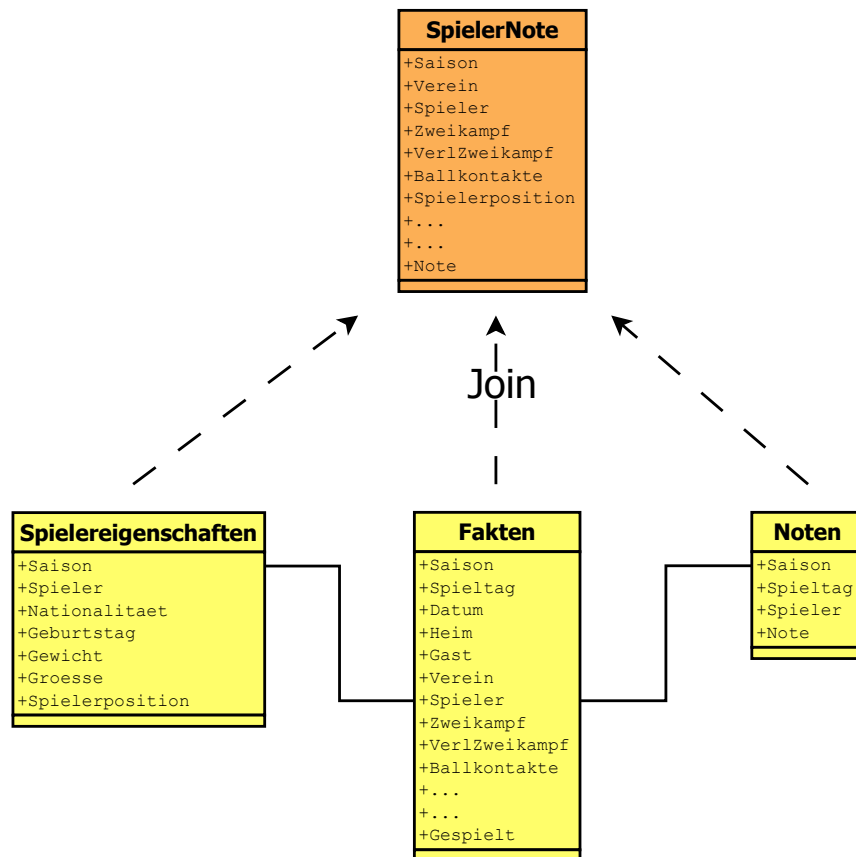 SpielerNote
+Saison
+Verein
+Spieler
+Zweikampf
+VerlZweikampf
+Ballkontakte
+Spielerposition
+...
+...
+Note
Join
Spielereigenschaften
+Saison
+Spieler
+Nationalitaet
+Geburtstag
+Gewicht
+Groesse
+Spielerposition
Fakten
+Saison
+Spieltag
+Datum
+Heim
+Gast
+Verein
+Spieler
+Zweikampf
+VerlZweikampf
+Ballkontakte
+...
+...
+Gespielt
Noten
+Saison
+Spieltag
+Spieler
+Note